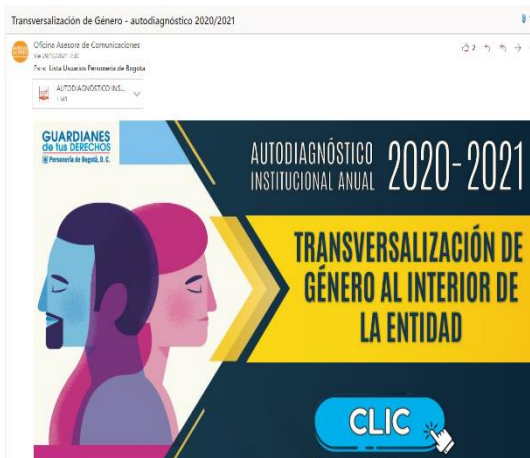 Transversalización de Género - autodiagnóstico 2020/2021
Oficina Asesora de Comunicaciones
Para: Lista Usuarios Personería de Bogota
AUTODIAGNÓSTICO INS...
2
GUARDIANES
de tus DERECHOS
Personería de Bogotá, D. C.
AUTODIAGNÓSTICO
INSTITUCIONAL ANUAL
2020-2021
TRANSVERSALIZACIÓN DE
GÉNERO AL INTERIOR DE
LA ENTIDAD
CLIC